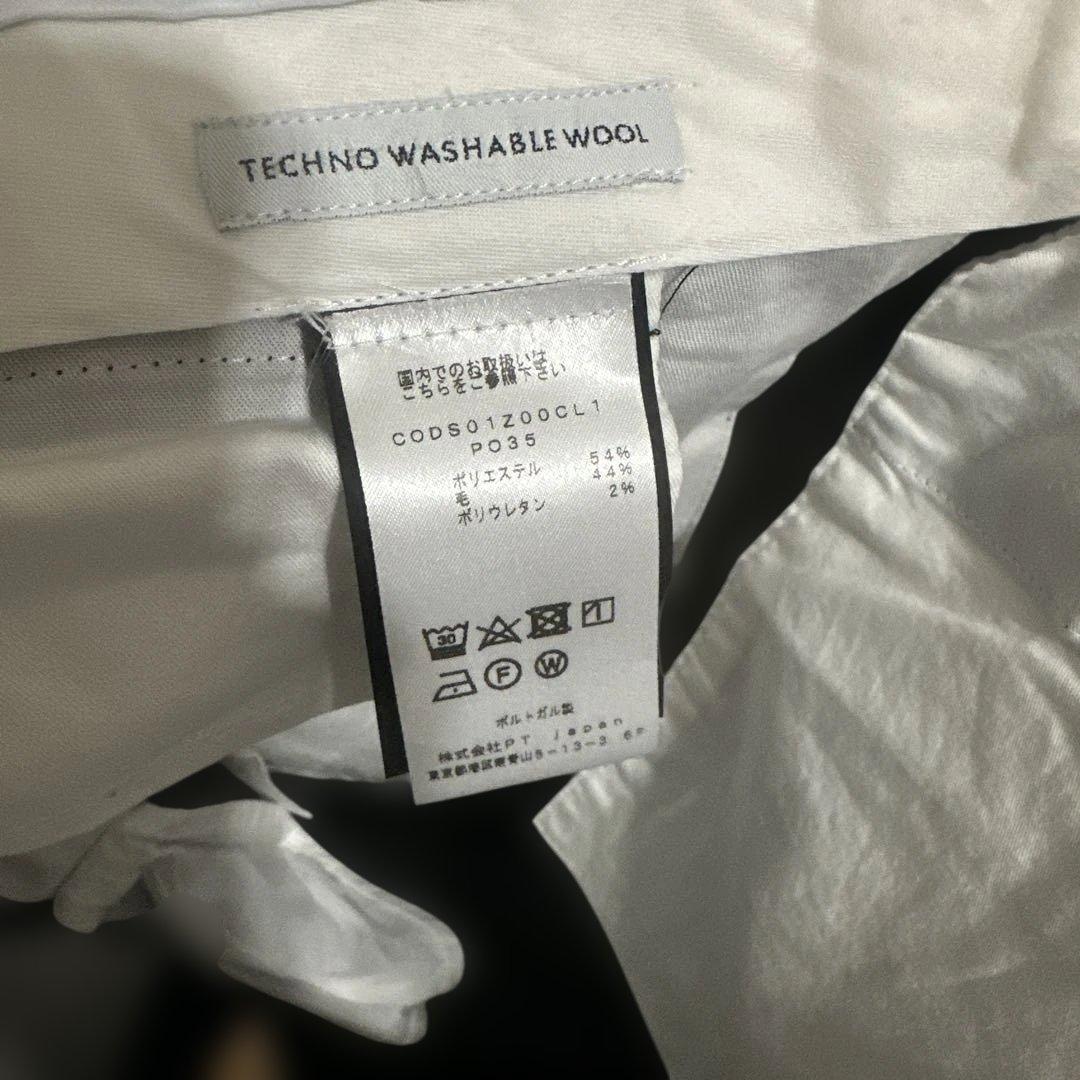 TECHNO WASHABLE WOOL
国内でのお取扱いは
こちらをご参照下さい
CODS01Z00CL1
PO35
ポリエステル 54%
毛 44%
ポリウレタン 2%
30
F W
ポルトガル製
株式会社PT japan
東京都港区南青山5-13-3 6F